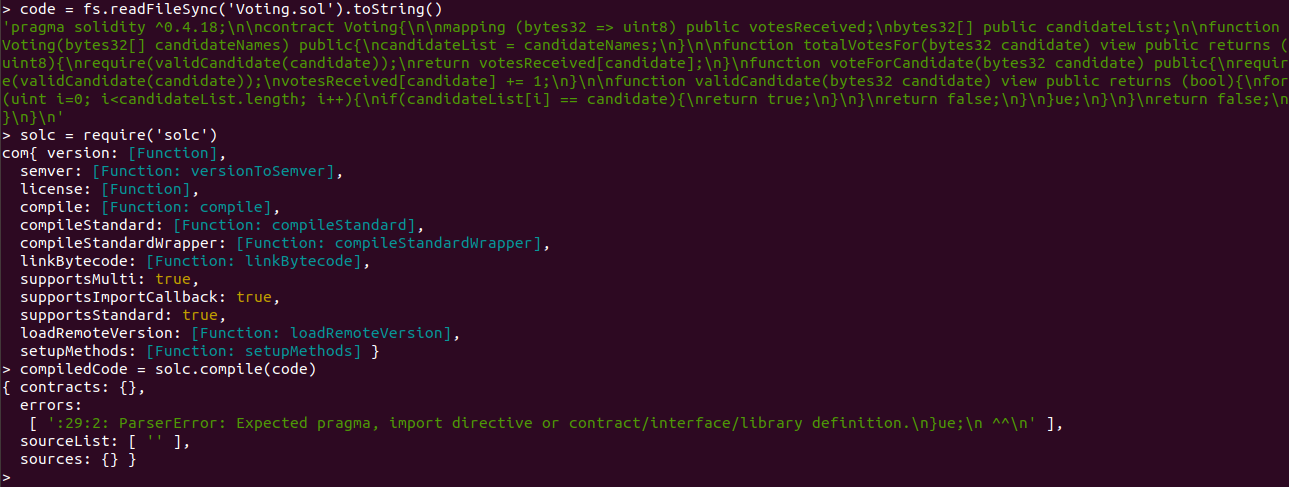 > code = fs.readFileSync('Voting.sol').toString()
'pragma solidity ^0.4.18;\n\ncontract Voting{\n\nmapping (bytes32 => uint8) public votesReceived;\nbytes32[] public candidateList;\n\nfunction
Voting(bytes32[] candidateNames) public{\ncandidateList = candidateNames;\n}\n\nfunction totalVotesFor(bytes32 candidate) view public returns (
uint8){\nrequire(validCandidate(candidate));\nreturn votesReceived[candidate];\n}\nfunction voteForCandidate(bytes32 candidate) public{\nrequir
e(validCandidate(candidate));\nvotesReceived[candidate] += 1;\n}\n\nfunction validCandidate(bytes32 candidate) view public returns (bool){\nfor
(uint i=0; i<candidateList.length; i++){\nif(candidateList[i] == candidate){\nreturn true;\n}\n}\nreturn false;\n}\n}ue;\n}\n}\nreturn false;\n
}\n}\n'
> solc = require('solc')
com{ version: [Function],
semver: [Function: versionToSemver],
license: [Function],
compile: [Function: compile],
compileStandard: [Function: compileStandard],
compileStandardWrapper: [Function: compileStandardWrapper],
linkBytecode: [Function: linkBytecode],
supportsMulti: true,
supportsImportCallback: true,
supportsStandard: true,
loadRemoteVersion: [Function: loadRemoteVersion],
setupMethods: [Function: setupMethods] }
> compiledCode = solc.compile(code)
{ contracts: {},
errors:
[ ':29:2: ParserError: Expected pragma, import directive or contract/interface/library definition.\n}ue;\n ^^\n' ],
sourceList: [ '' ],
sources: {} }
>